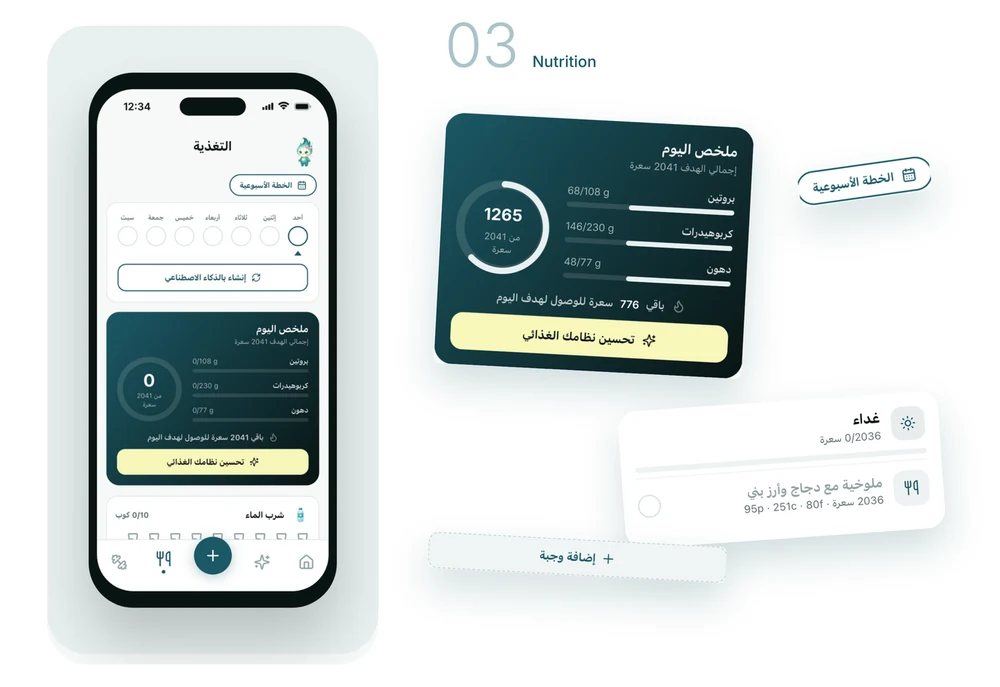 03 Nutrition
12:34
التغذية
الخطة الأسبوعية
أحد إثنين ثلاثاء أربعاء خميس جمعة سبت
إنشاء بالذكاء الاصطناعي
ملخص اليوم
إجمالي الهدف 2041 سعرة
بروتين 0/108 g
كربوهيدرات 0/230 g
دهون 0/77 g
0
من 2041
سعرة
باقي 2041 سعرة للوصول لهدف اليوم
تحسين نظامك الغذائي
شرب الماء 0/10 كوب
ملخص اليوم
إجمالي الهدف 2041 سعرة
بروتين 68/108 g
كربوهيدرات 146/230 g
دهون 48/77 g
1265
من 2041
سعرة
باقي 776 سعرة للوصول لهدف اليوم
تحسين نظامك الغذائي
الخطة الأسبوعية
غداء
0/2036 سعرة
ملوخية مع دجاج وأرز بني
2036 سعرة · 95p · 251c · 80f
إضافة وجبة